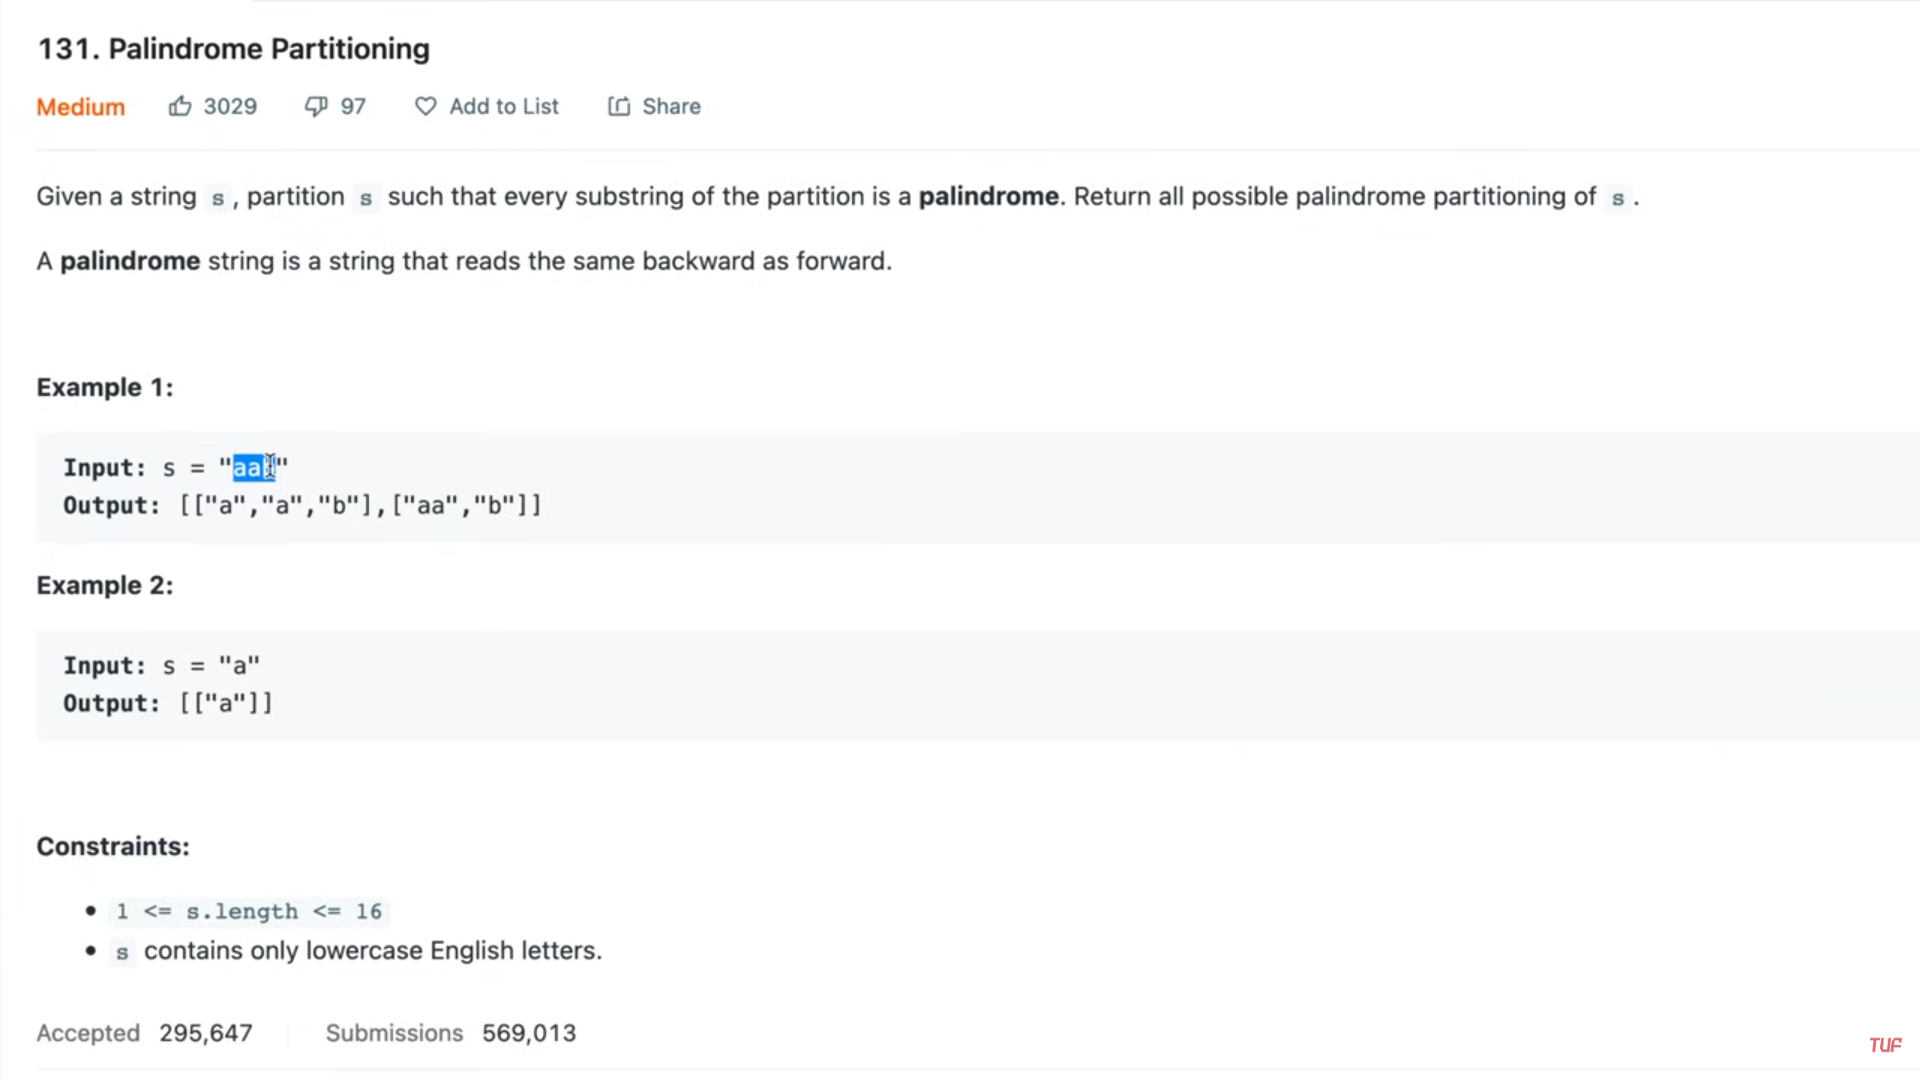 131. Palindrome Partitioning
Medium 3029 97 Add to List Share
Given a string s , partition s such that every substring of the partition is a palindrome. Return all possible palindrome partitioning of s .
A palindrome string is a string that reads the same backward as forward.
Example 1:
Input: s = "aab"
Output: [["a","a","b"],["aa","b"]]
Example 2:
Input: s = "a"
Output: [["a"]]
Constraints:
• 1 <= s.length <= 16
• s contains only lowercase English letters.
Accepted 295,647 Submissions 569,013
TUF